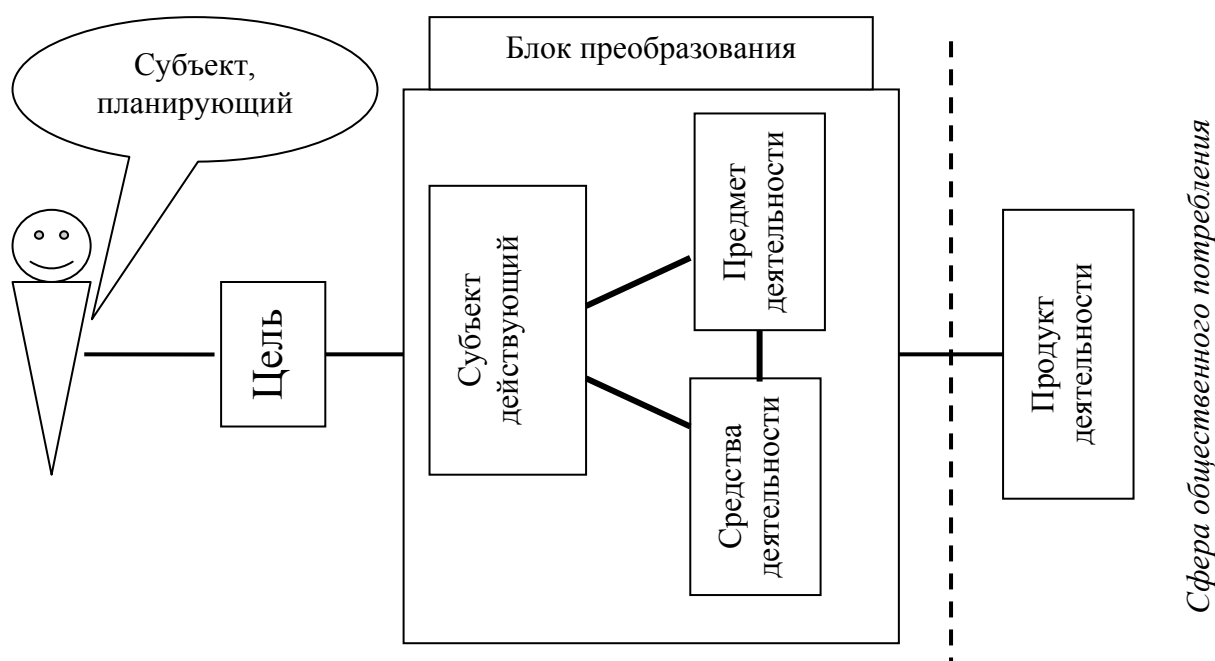 Субъект,
планирующий
Блок преобразования
Цель
Субъект
действующий
Предмет
деятельности
Средства
деятельности
Продукт
деятельности
Сфера общественного потребления